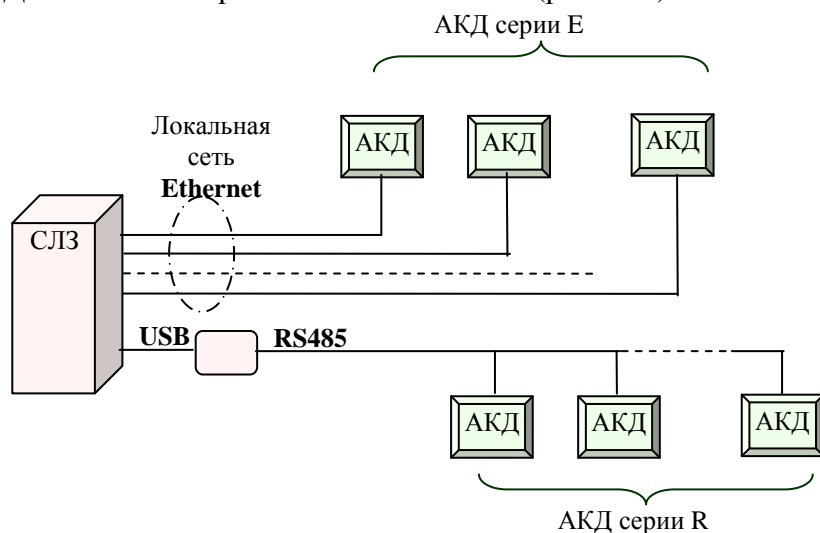 АКД серии E
Локальная
сеть
Ethernet
АКД
АКД
АКД
СЛЗ
USB
RS485
АКД
АКД
АКД
АКД серии R